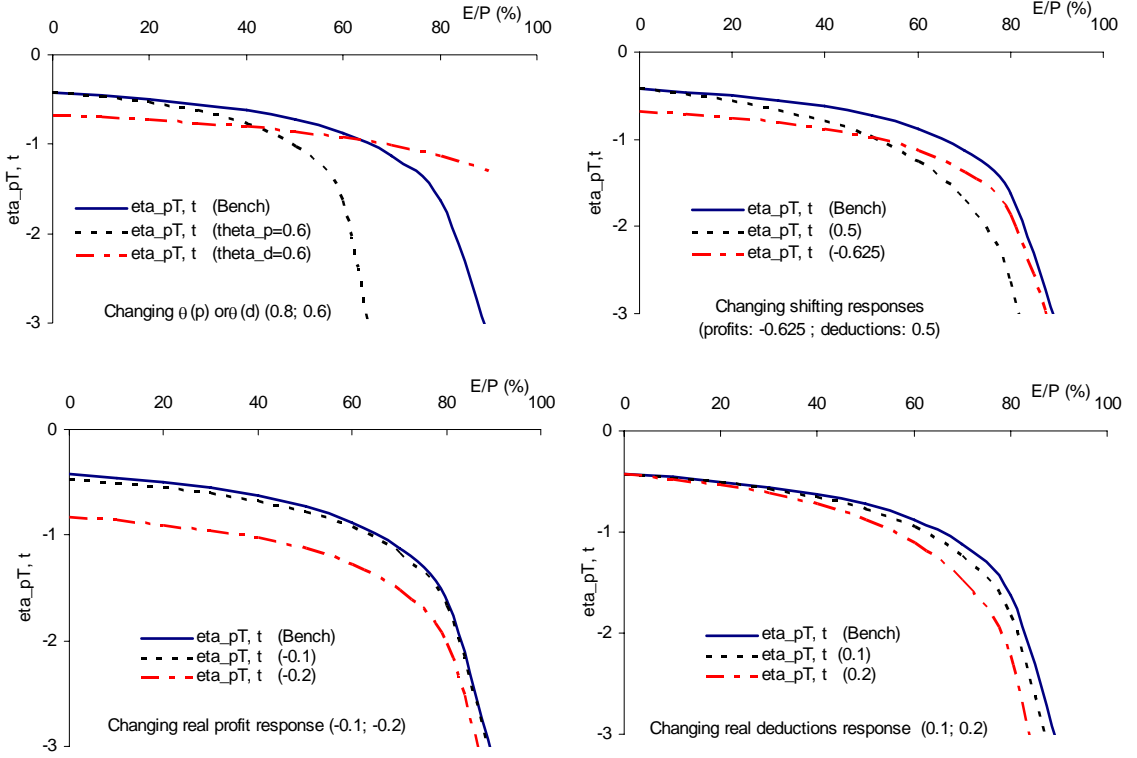 E/P (%)
0 20 40 60 80 100
0
-1
-2
-3
eta_pT, t
eta_pT, t (Bench)
eta_pT, t (theta_p=0.6)
eta_pT, t (theta_d=0.6)
Changing θ(p) orθ(d) (0.8; 0.6)
E/P (%)
0 20 40 60 80 100
0
-1
-2
-3
eta_pT,t
eta_pT, t (Bench)
eta_pT, t (0.5)
eta_pT, t (-0.625)
Changing shifting responses
(profits: -0.625 ; deductions: 0.5)
E/P (%)
0 20 40 60 80 100
0
-1
-2
-3
eta_pT, t
eta_pT, t (Bench)
eta_pT, t (-0.1)
eta_pT, t (-0.2)
Changing real profit response (-0.1; -0.2)
E/P (%)
0 20 40 60 80 100
0
-1
-2
-3
eta_pT, t
eta_pT, t (Bench)
eta_pT, t (0.1)
eta_pT, t (0.2)
Changing real deductions response (0.1; 0.2)